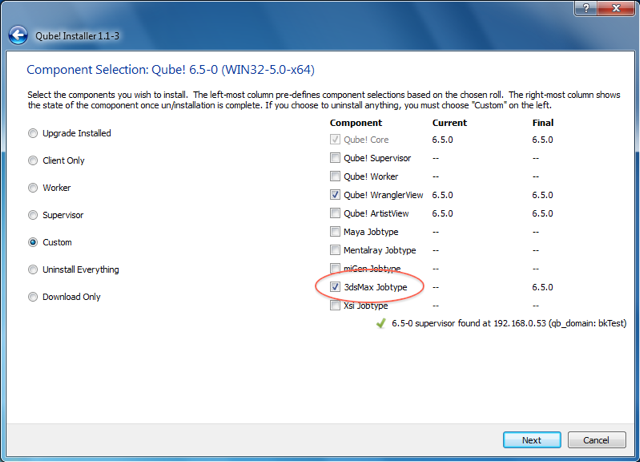 Qube! Installer 1.1-3
Component Selection: Qube! 6.5-0 (WIN32-5.0-x64)
Select the components you wish to install. The left-most column pre-defines component selections based on the chosen roll. The right-most column shows
the state of the comoponent once un/installation is complete. If you choose to uninstall anything, you must choose "Custom" on the left.
Upgrade Installed
Client Only
Worker
Supervisor
Custom
Uninstall Everything
Download Only
Component Current Final
Qube! Core 6.5.0 6.5.0
Qube! Supervisor -- --
Qube! Worker -- --
Qube! WranglerView 6.5.0 6.5.0
Qube! ArtistView 6.5.0 6.5.0
Maya Jobtype -- --
Mentalray Jobtype -- --
miGen Jobtype -- --
3dsMax Jobtype -- 6.5.0
Xsi Jobtype -- --
6.5-0 supervisor found at 192.168.0.53 (qb_domain: bkTest)
Next Cancel